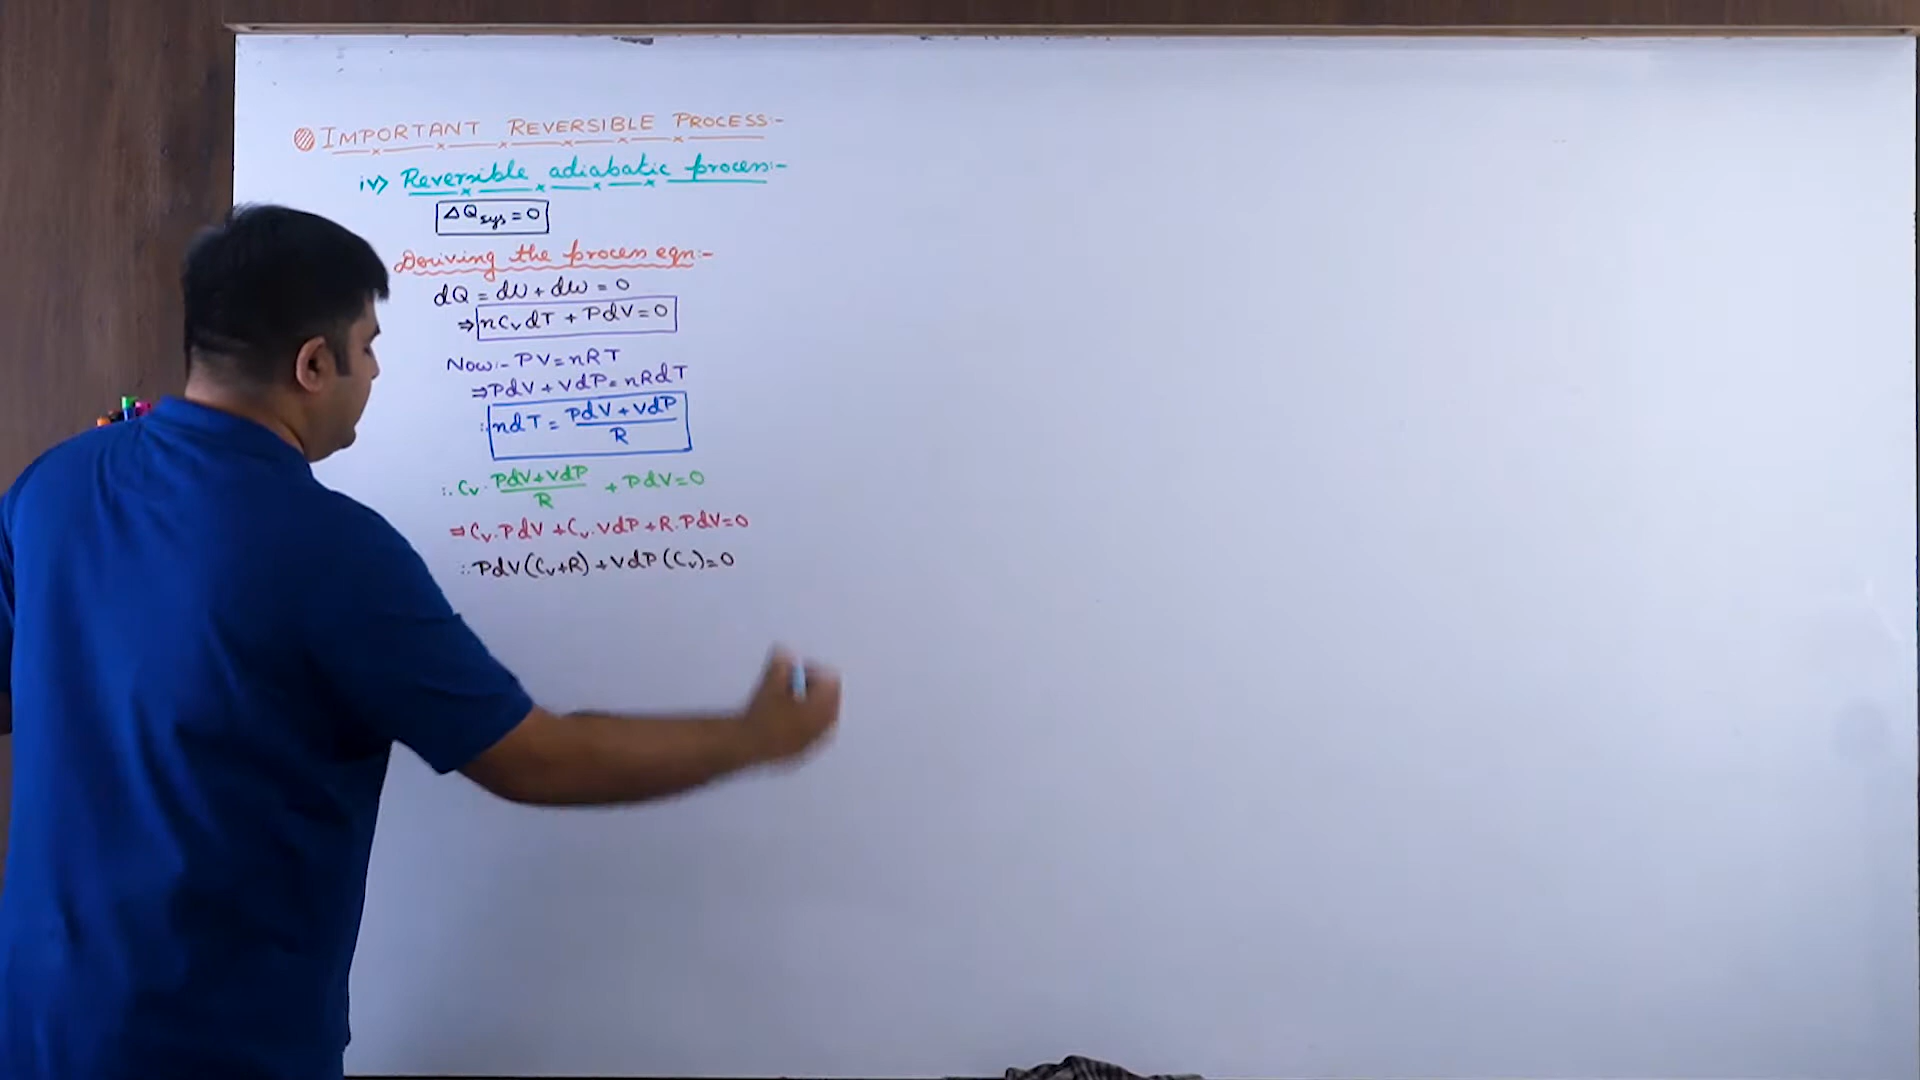 IMPORTANT REVERSIBLE PROCESS:-
iv) Reversible adiabatic process:-
ΔQsys = 0
Deriving the process eqn:-
dQ = dU + dW = 0
⇒ nCvdT + PdV = 0
Now:- PV = nRT
⇒ PdV + VdP = nRdT
∴ ndT = (PdV + VdP)/R
∴ Cv · (PdV + VdP)/R + PdV = 0
⇒ Cv.PdV + Cv.VdP + R.PdV = 0
∴ PdV(Cv+R) + VdP(Cv) = 0